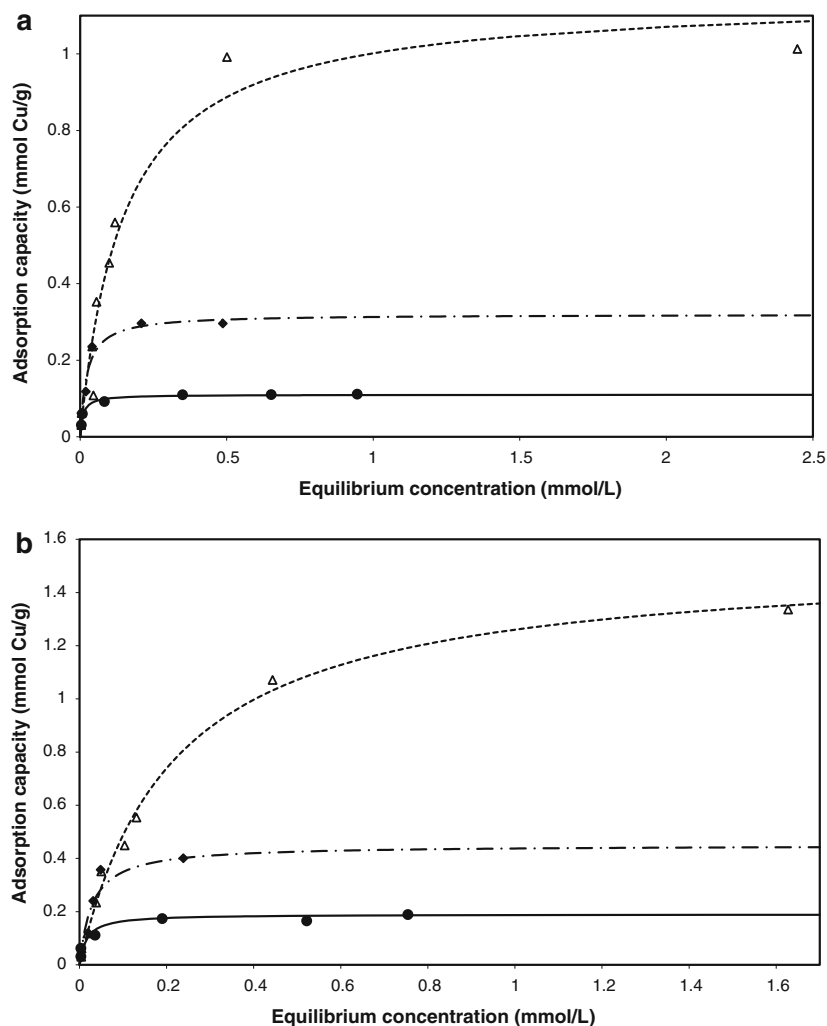 a
1
0.8
0.6
0.4
0.2
0
0 0.5 1 1.5 2 2.5
Adsorption capacity (mmol Cu/g)
Equilibrium concentration (mmol/L)
b
1.6
1.4
1.2
1
0.8
0.6
0.4
0.2
0
0 0.2 0.4 0.6 0.8 1 1.2 1.4 1.6
Adsorption capacity (mmol Cu/g)
Equilibrium concentration (mmol/L)